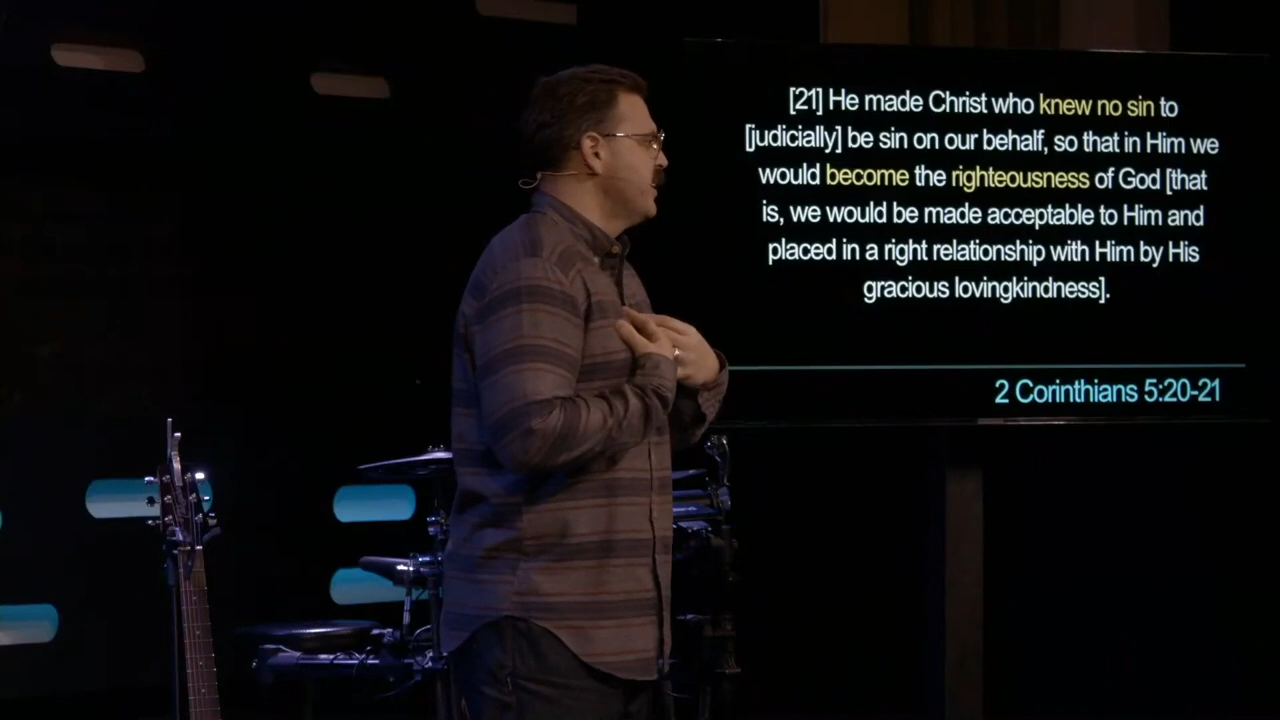 [21] He made Christ who knew no sin to
[judicially] be sin on our behalf, so that in Him we
would become the righteousness of God [that
is, we would be made acceptable to Him and
placed in a right relationship with Him by His
gracious lovingkindness].
2 Corinthians 5:20-21